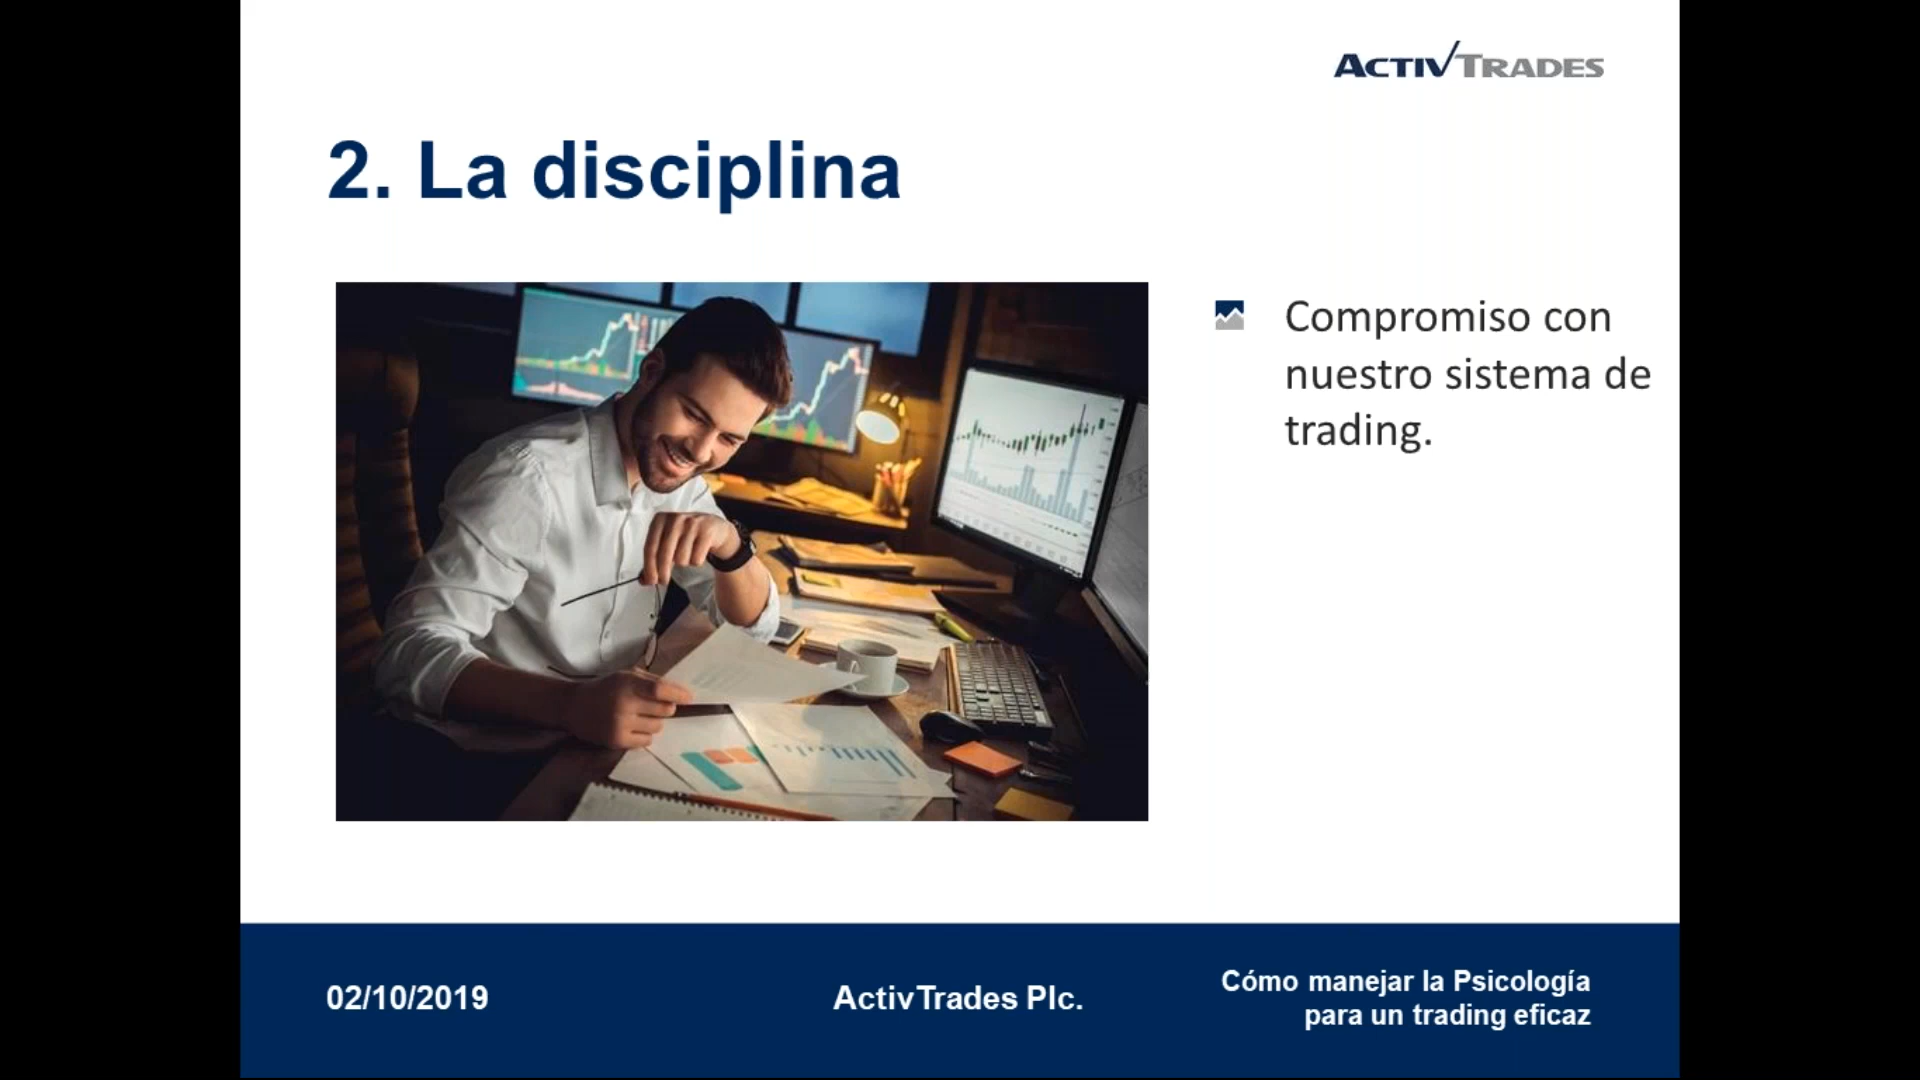 ACTIVTRADES
2. La disciplina
Compromiso con
nuestro sistema de
trading.
02/10/2019
ActivTrades Plc.
Cómo manejar la Psicología
para un trading eficaz